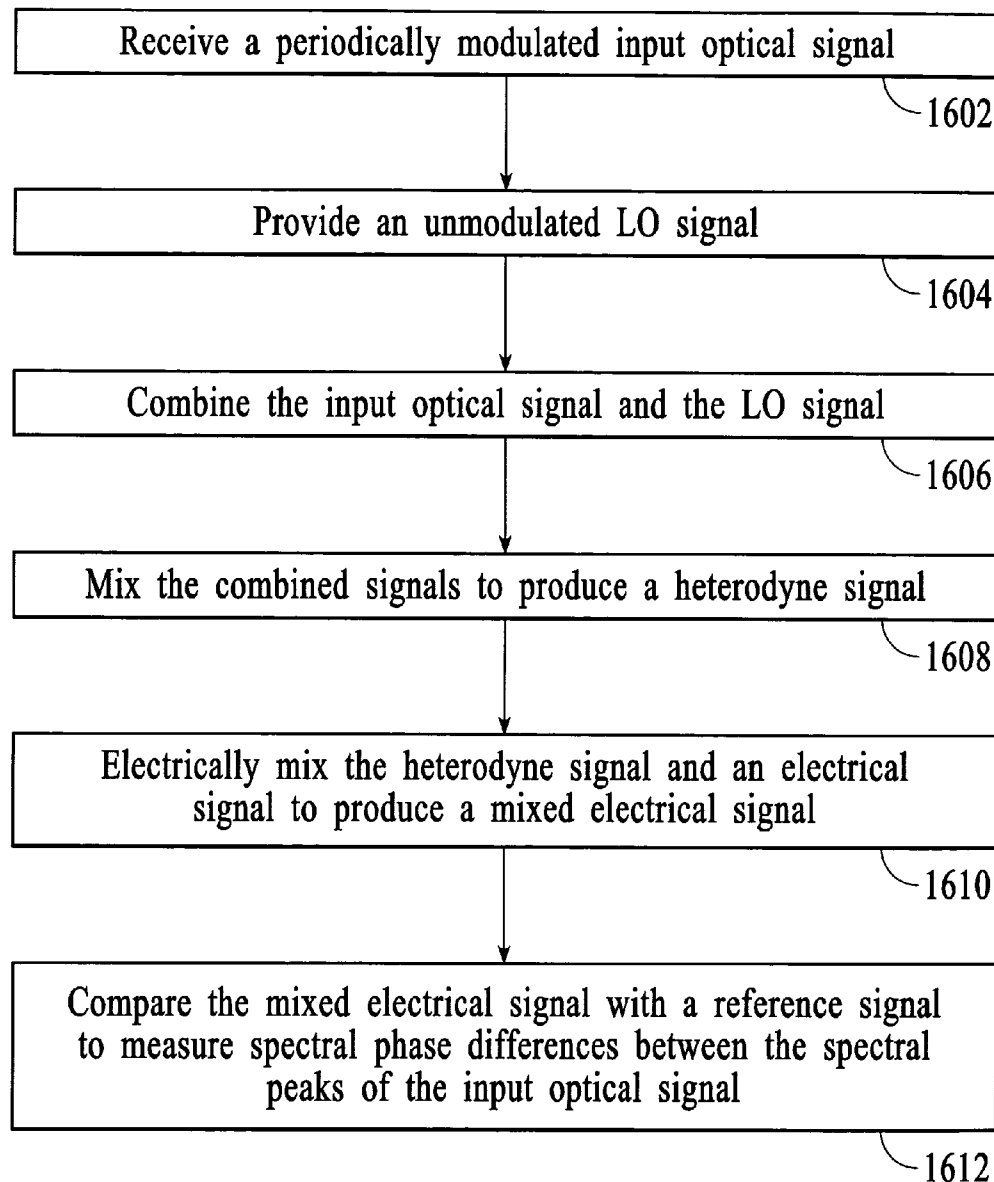 Receive a periodically modulated input optical signal
1602
Provide an unmodulated LO signal
1604
Combine the input optical signal and the LO signal
1606
Mix the combined signals to produce a heterodyne signal
1608
Electrically mix the heterodyne signal and an electrical
signal to produce a mixed electrical signal
1610
Compare the mixed electrical signal with a reference signal
to measure spectral phase differences between the spectral
peaks of the input optical signal
1612